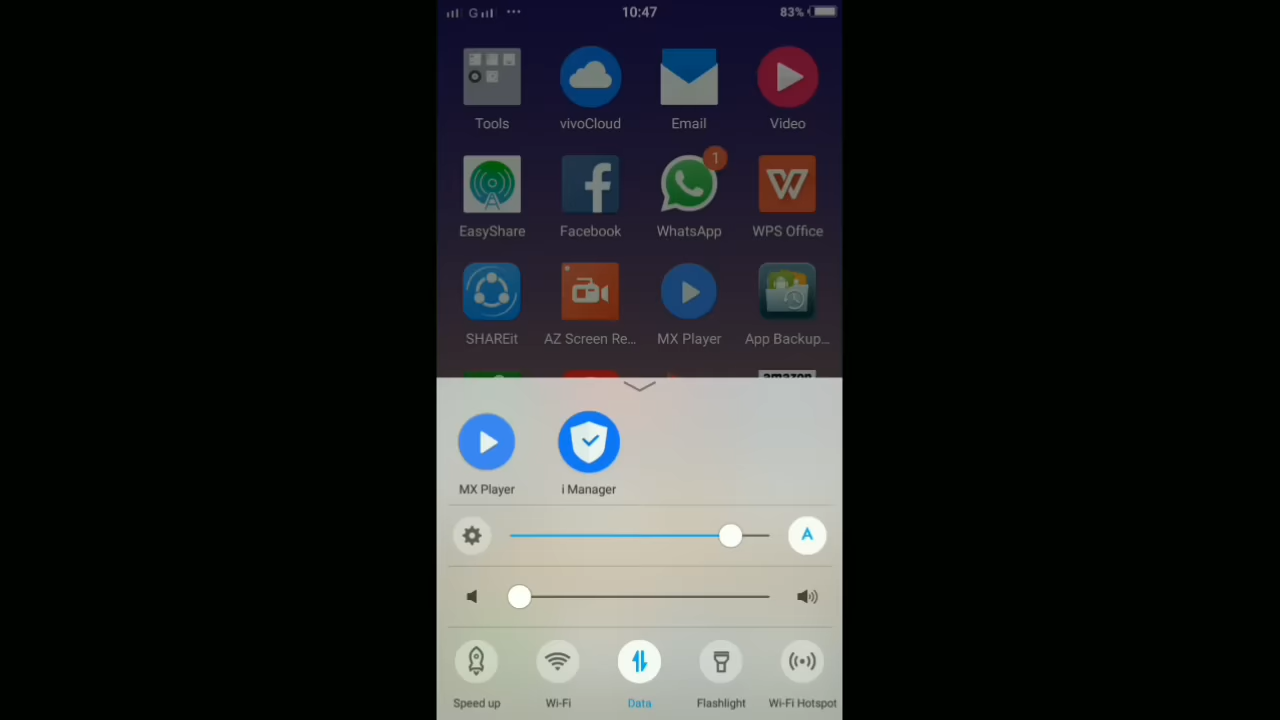 G ... 10:47 83%
Tools vivoCloud Email Video
1
EasyShare Facebook WhatsApp WPS Office
SHAREit AZ Screen Re... MX Player App Backup...
amazon
MX Player i Manager
A
Speed up Wi-Fi Data Flashlight Wi-Fi Hotspot